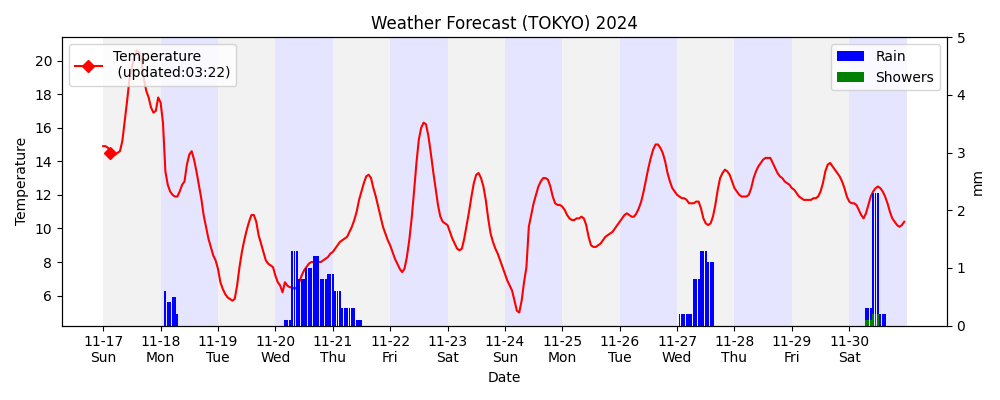 Weather Forecast (TOKYO) 2024
Temperature
(updated:03:22)
Rain
Showers
Temperature
20
18
16
14
12
10
8
6
5
4
3
2
1
0
mm
11-17 11-18 11-19 11-20 11-21 11-22 11-23 11-24 11-25 11-26 11-27 11-28 11-29 11-30
Sun Mon Tue Wed Thu Fri Sat Sun Mon Tue Wed Thu Fri Sat
Date